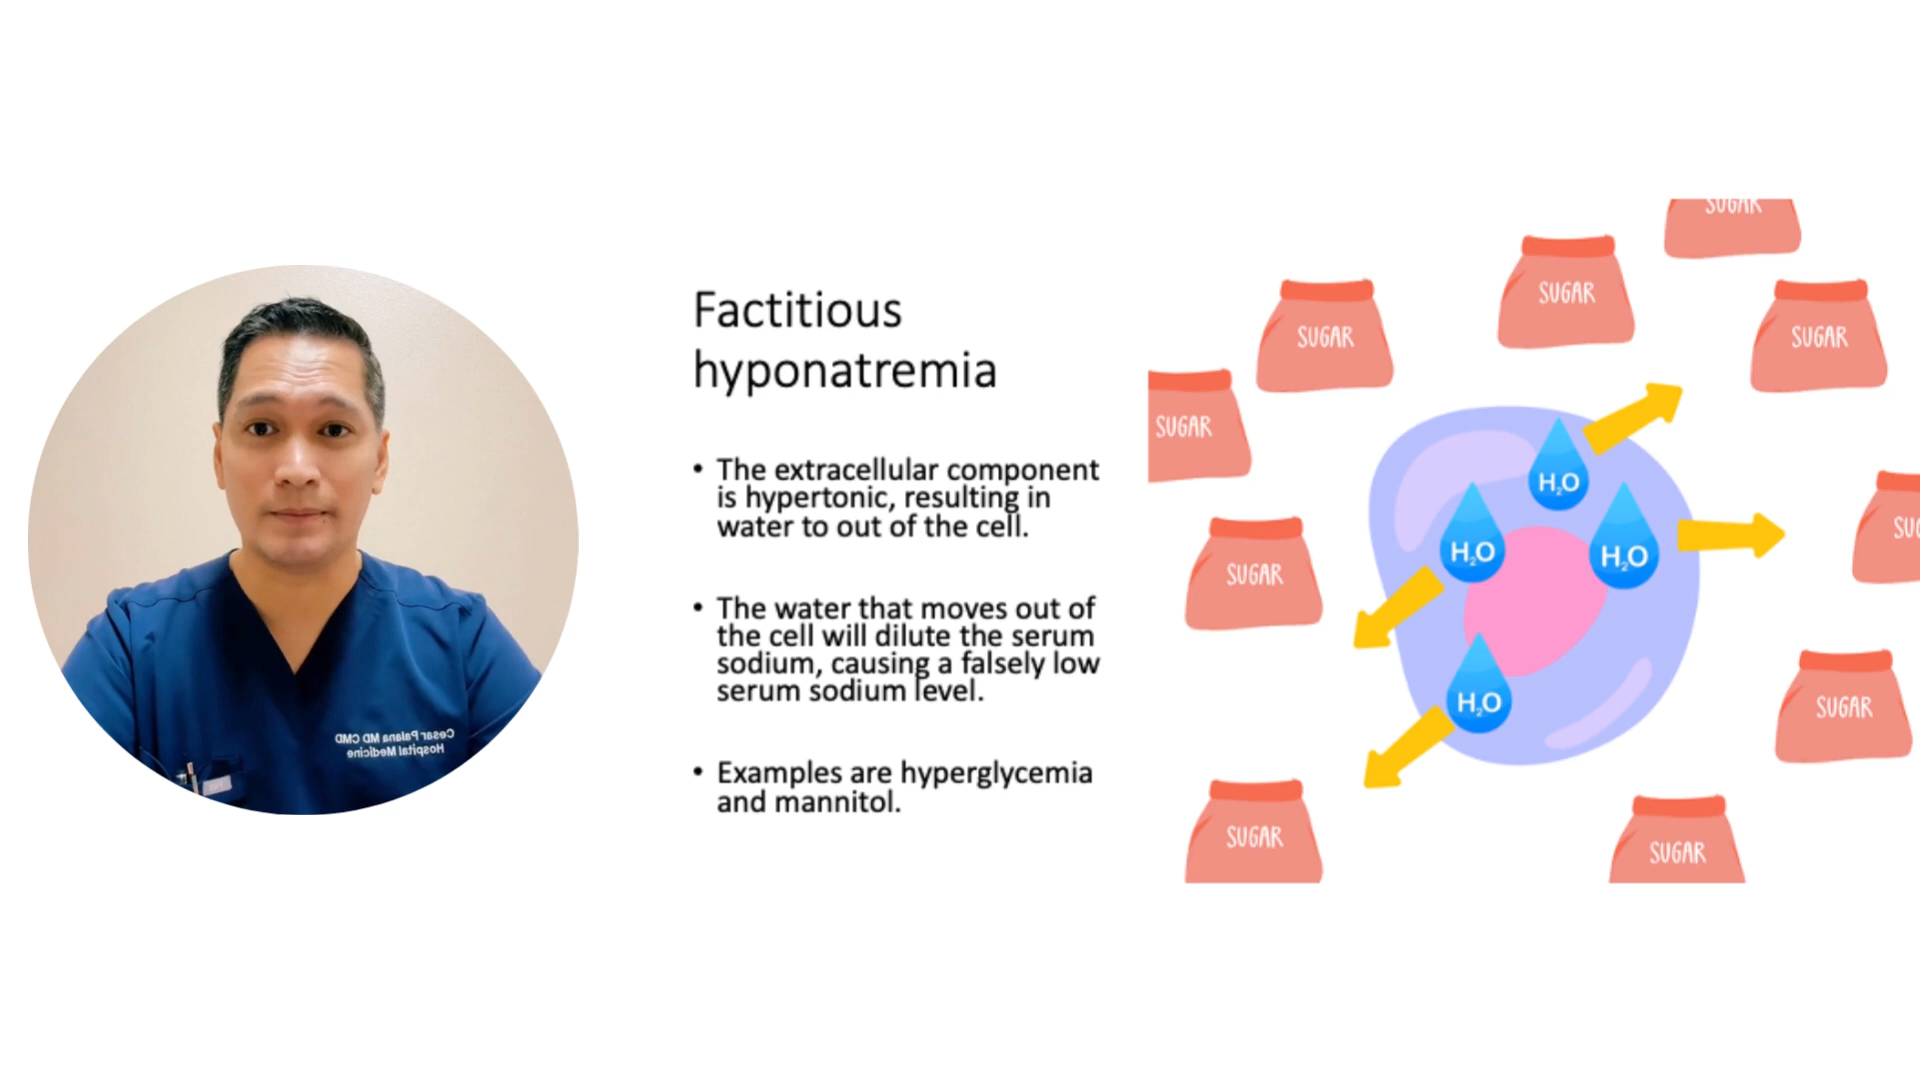 Cesar Palana MD CMD
Hospital Medicine
Factitious
hyponatremia
• The extracellular component
is hypertonic, resulting in
water to out of the cell.
• The water that moves out of
the cell will dilute the serum
sodium, causing a falsely low
serum sodium level.
• Examples are hyperglycemia
and mannitol.
SUGAR
SUGAR
SUGAR
SUGAR
SUGAR
SUGAR
SUGAR
SUGAR
SUGAR
SUGAR
H₂O
H₂O
H₂O
H₂O